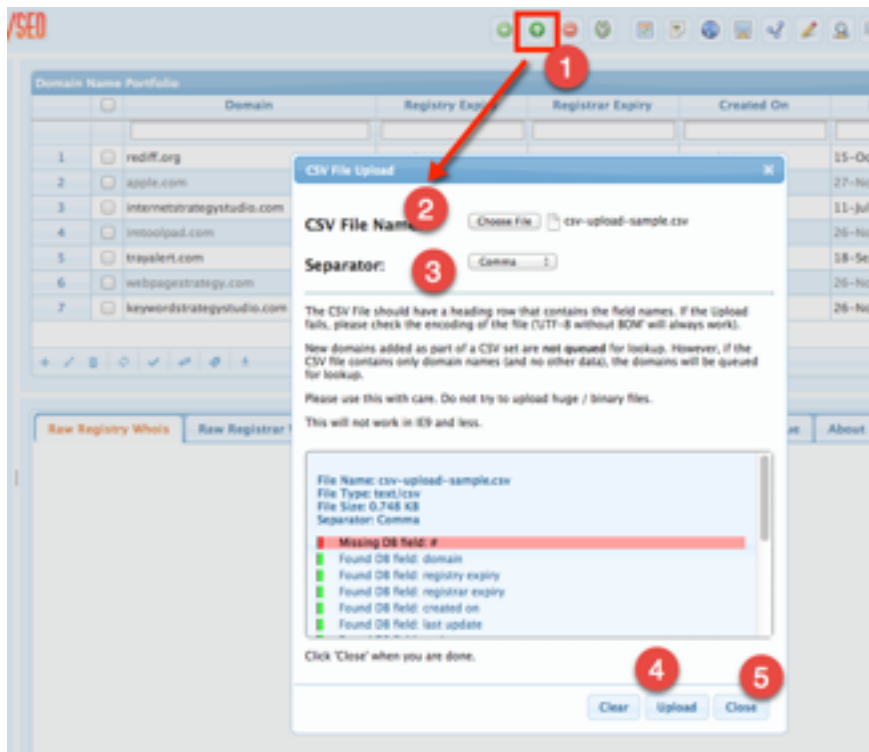 /SEO
1
Domain Name Portfolio
Domain Registry Expiry Registrar Expiry Created On
1 rediff.org 15-Oc
2 apple.com 27-No
3 internetstrategystudio.com 11-Jul
4 imtoolpad.com 26-No
5 trayalert.com 18-Se
6 webpagestrategy.com 26-No
7 keywordstrategystudio.com 26-No
CSV File Upload
2
CSV File Name: Choose File csv-upload-sample.csv
Separator: 3 Comma
The CSV File should have a heading row that contains the field names. If the Upload
fails, please check the encoding of the file ('UTF-8 without BOM' will always work).
New domains added as part of a CSV set are not queued for lookup. However, if the
CSV file contains only domain names (and no other data), the domains will be queued
for lookup.
Please use this with care. Do not try to upload huge / binary files.
This will not work in IE9 and less.
Raw Registry Whois Raw Registrar ue About
File Name: csv-upload-sample.csv
File Type: text/csv
File Size: 0.748 KB
Separator: Comma
Missing DB field: #
Found DB field: domain
Found DB field: registry expiry
Found DB field: registrar expiry
Found DB field: created on
Found DB field: last update
Click 'Close' when you are done.
4 5
Clear Upload Close